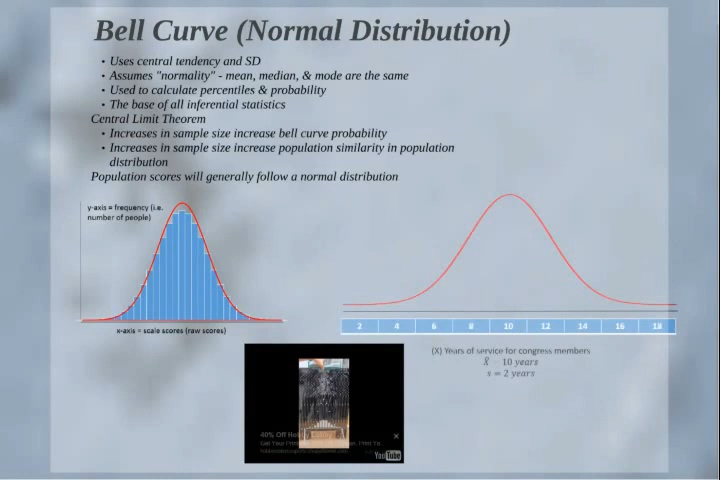 Bell Curve (Normal Distribution)
• Uses central tendency and SD
• Assumes "normality" - mean, median, & mode are the same
• Used to calculate percentiles & probability
• The base of all inferential statistics
Central Limit Theorem
• Increases in sample size increase bell curve probability
• Increases in sample size increase population similarity in population
distribution
Population scores will generally follow a normal distribution
y-axis = frequency (i.e.
number of people)
x-axis = scale scores (raw scores)
2 4 6 8 10 12 14 16 18
(X) Years of service for congress members
X̄ = 10 years
s = 2 years
40% Off
YouTube